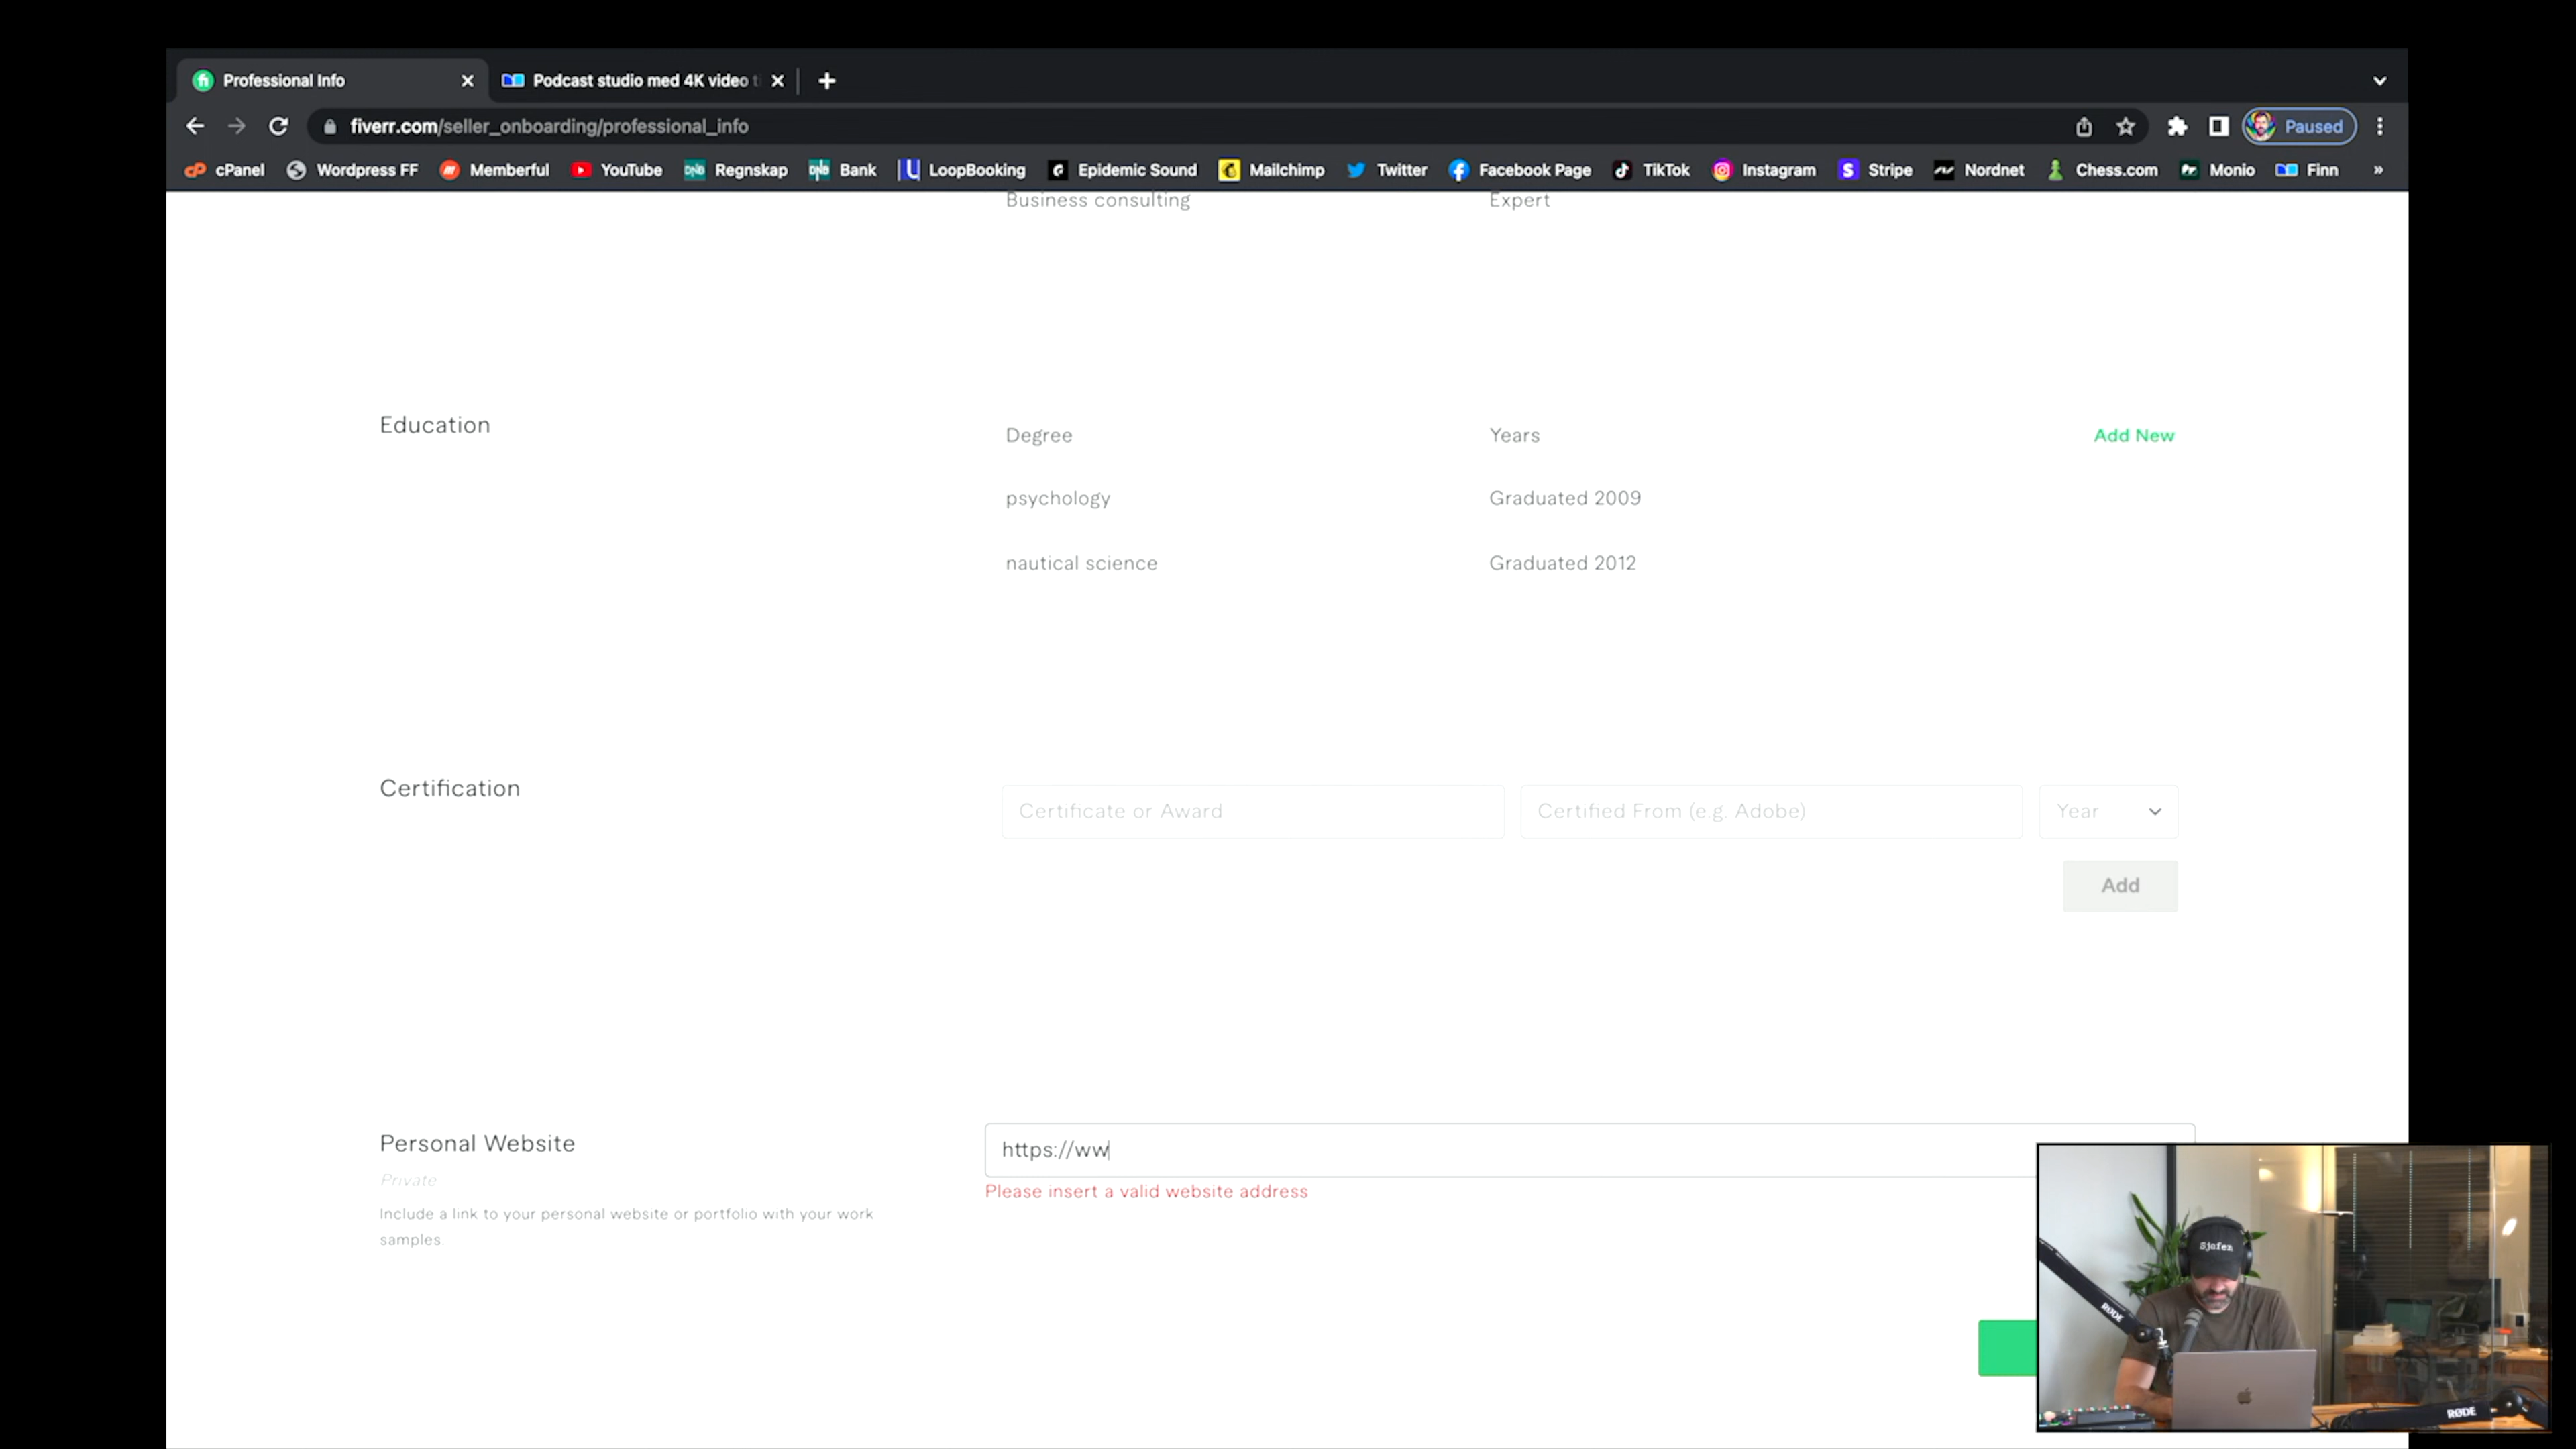 Professional Info
Podcast studio med 4K video
fiverr.com/seller_onboarding/professional_info
Paused
cPanel Wordpress FF Memberful YouTube Regnskap Bank LoopBooking Epidemic Sound Mailchimp Twitter Facebook Page TikTok Instagram Stripe Nordnet Chess.com Monio Finn »
Business consulting Expert
Education
Degree Years Add New
psychology Graduated 2009
nautical science Graduated 2012
Certification
Certificate or Award Certified From (e.g. Adobe) Year
Add
Personal Website
https://ww
Private
Please insert a valid website address
Include a link to your personal website or portfolio with your work
samples.
Sjafen
RØDE
RØDE